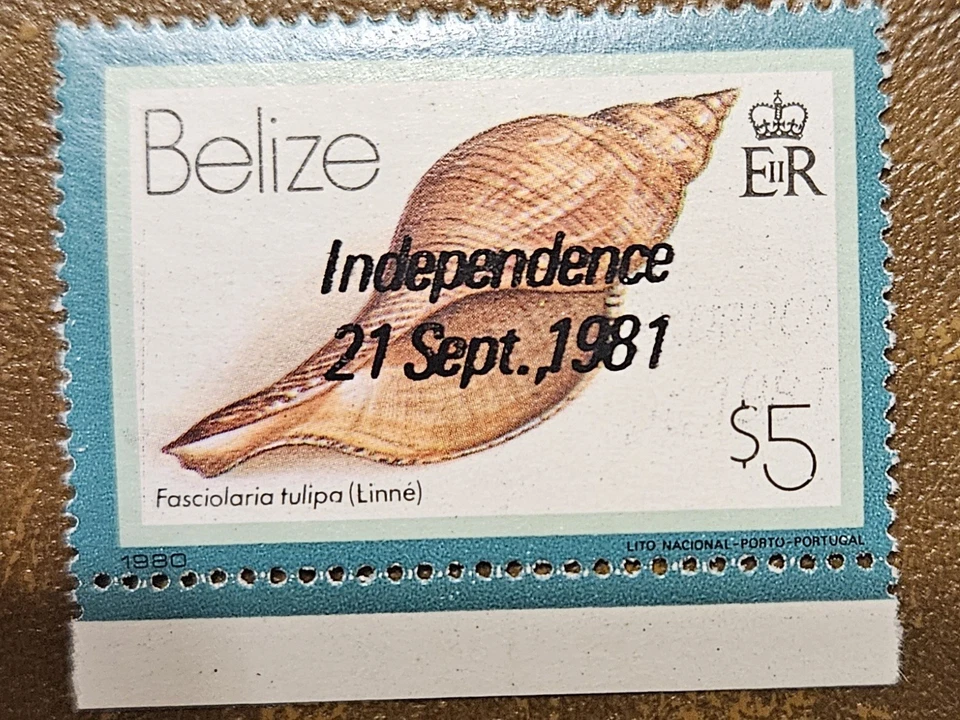 Belize
EIIR
Independence
21 Sept.,1981
$5
Fasciolaria tulipa (Linné)
1980
LITO NACIONAL-PORTO-PORTUGAL